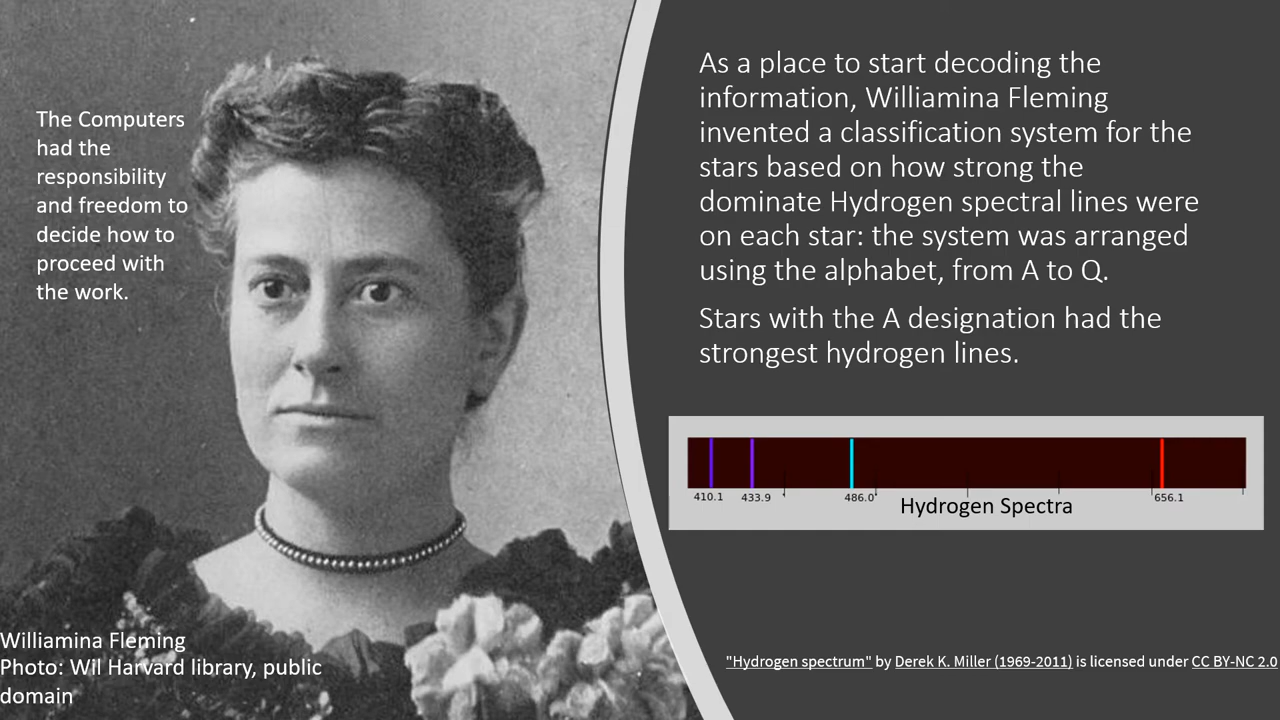 The Computers
had the
responsibility
and freedom to
decide how to
proceed with
the work.
Williamina Fleming
Photo: Wil Harvard library, public
domain
As a place to start decoding the
information, Williamina Fleming
invented a classification system for the
stars based on how strong the
dominate Hydrogen spectral lines were
on each star: the system was arranged
using the alphabet, from A to Q.
Stars with the A designation had the
strongest hydrogen lines.
410.1 433.9 486.0 656.1
Hydrogen Spectra
"Hydrogen spectrum" by Derek K. Miller (1969-2011) is licensed under CC BY-NC 2.0